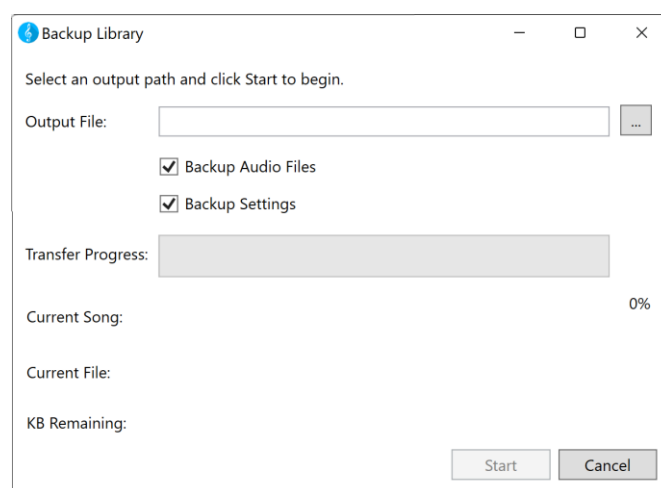 Backup Library
Select an output path and click Start to begin.
Output File:
...
Backup Audio Files
Backup Settings
Transfer Progress:
0%
Current Song:
Current File:
KB Remaining:
Start Cancel